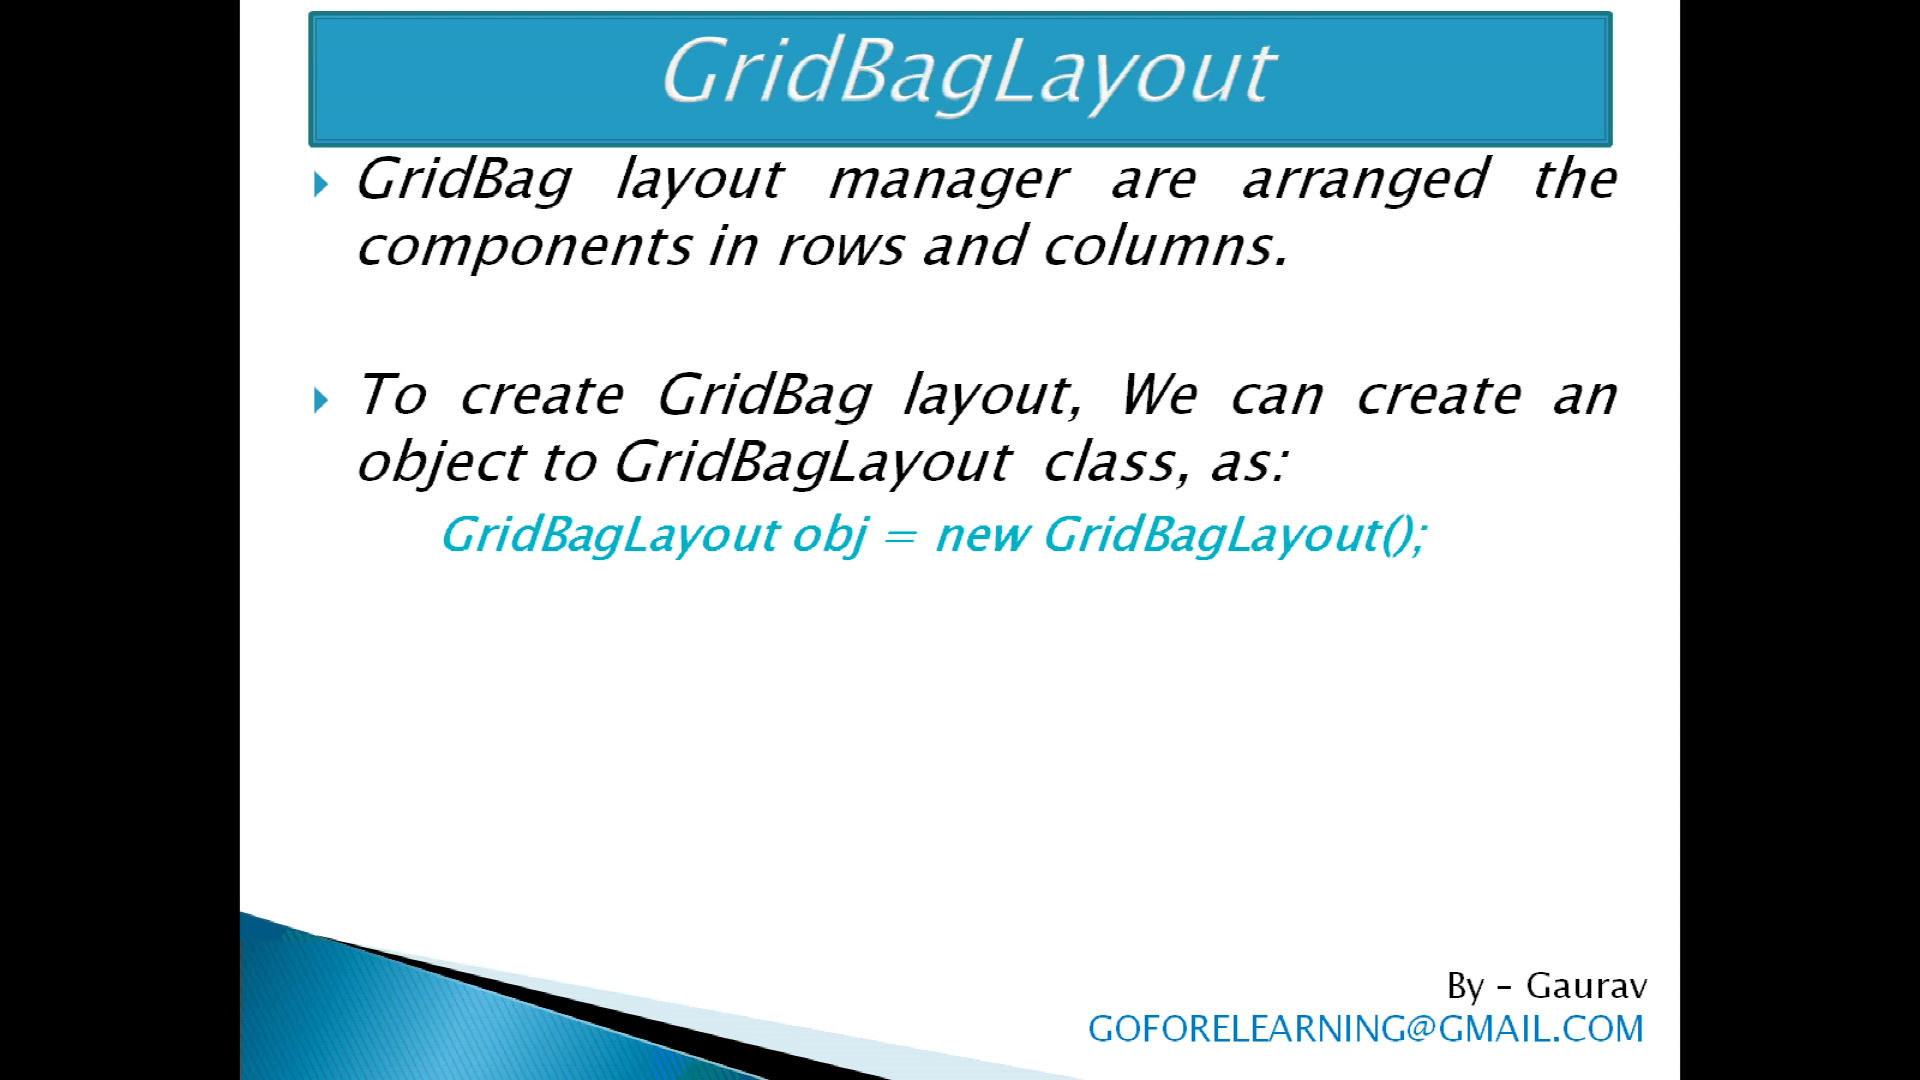 GridBagLayout
GridBag layout manager are arranged the
components in rows and columns.
To create GridBag layout, We can create an
object to GridBagLayout class, as:
GridBagLayout obj = new GridBagLayout();
By – Gaurav
GOFORELEARNING@GMAIL.COM